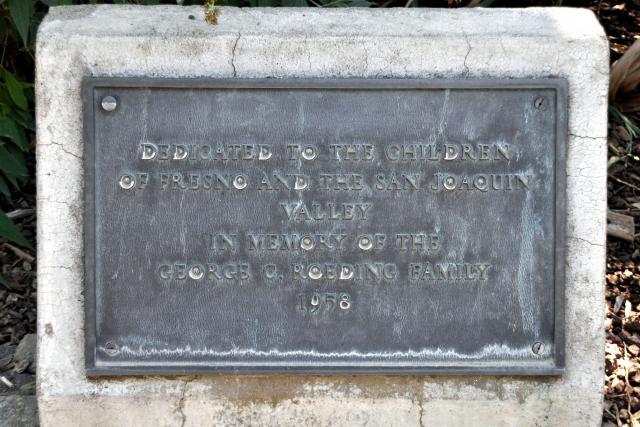 DEDICATED TO THE CHILDREN
OF FRESNO AND THE SAN JOAQUIN
VALLEY
IN MEMORY OF THE
GEORGE C. ROEDING FAMILY
1958